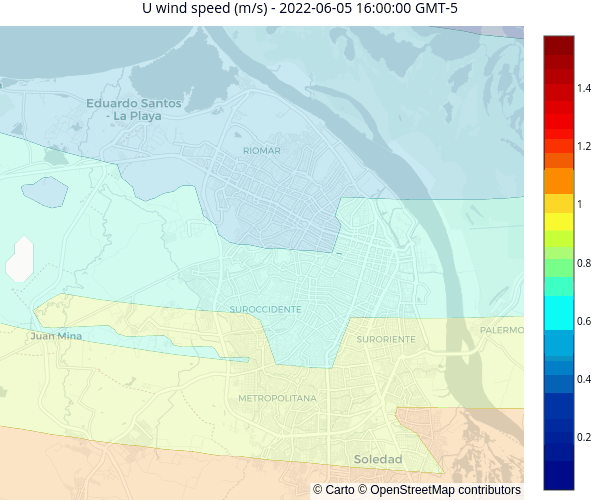 U wind speed (m/s) - 2022-06-05 16:00:00 GMT-5
Eduardo Santos
- La Playa
RIOMAR
SUROCCIDENTE
Juan Mina
SURORIENTE
PALERMO
METROPOLITANA
Soledad
© Carto © OpenStreetMap contributors
1.4
1.2
1
0.8
0.6
0.4
0.2